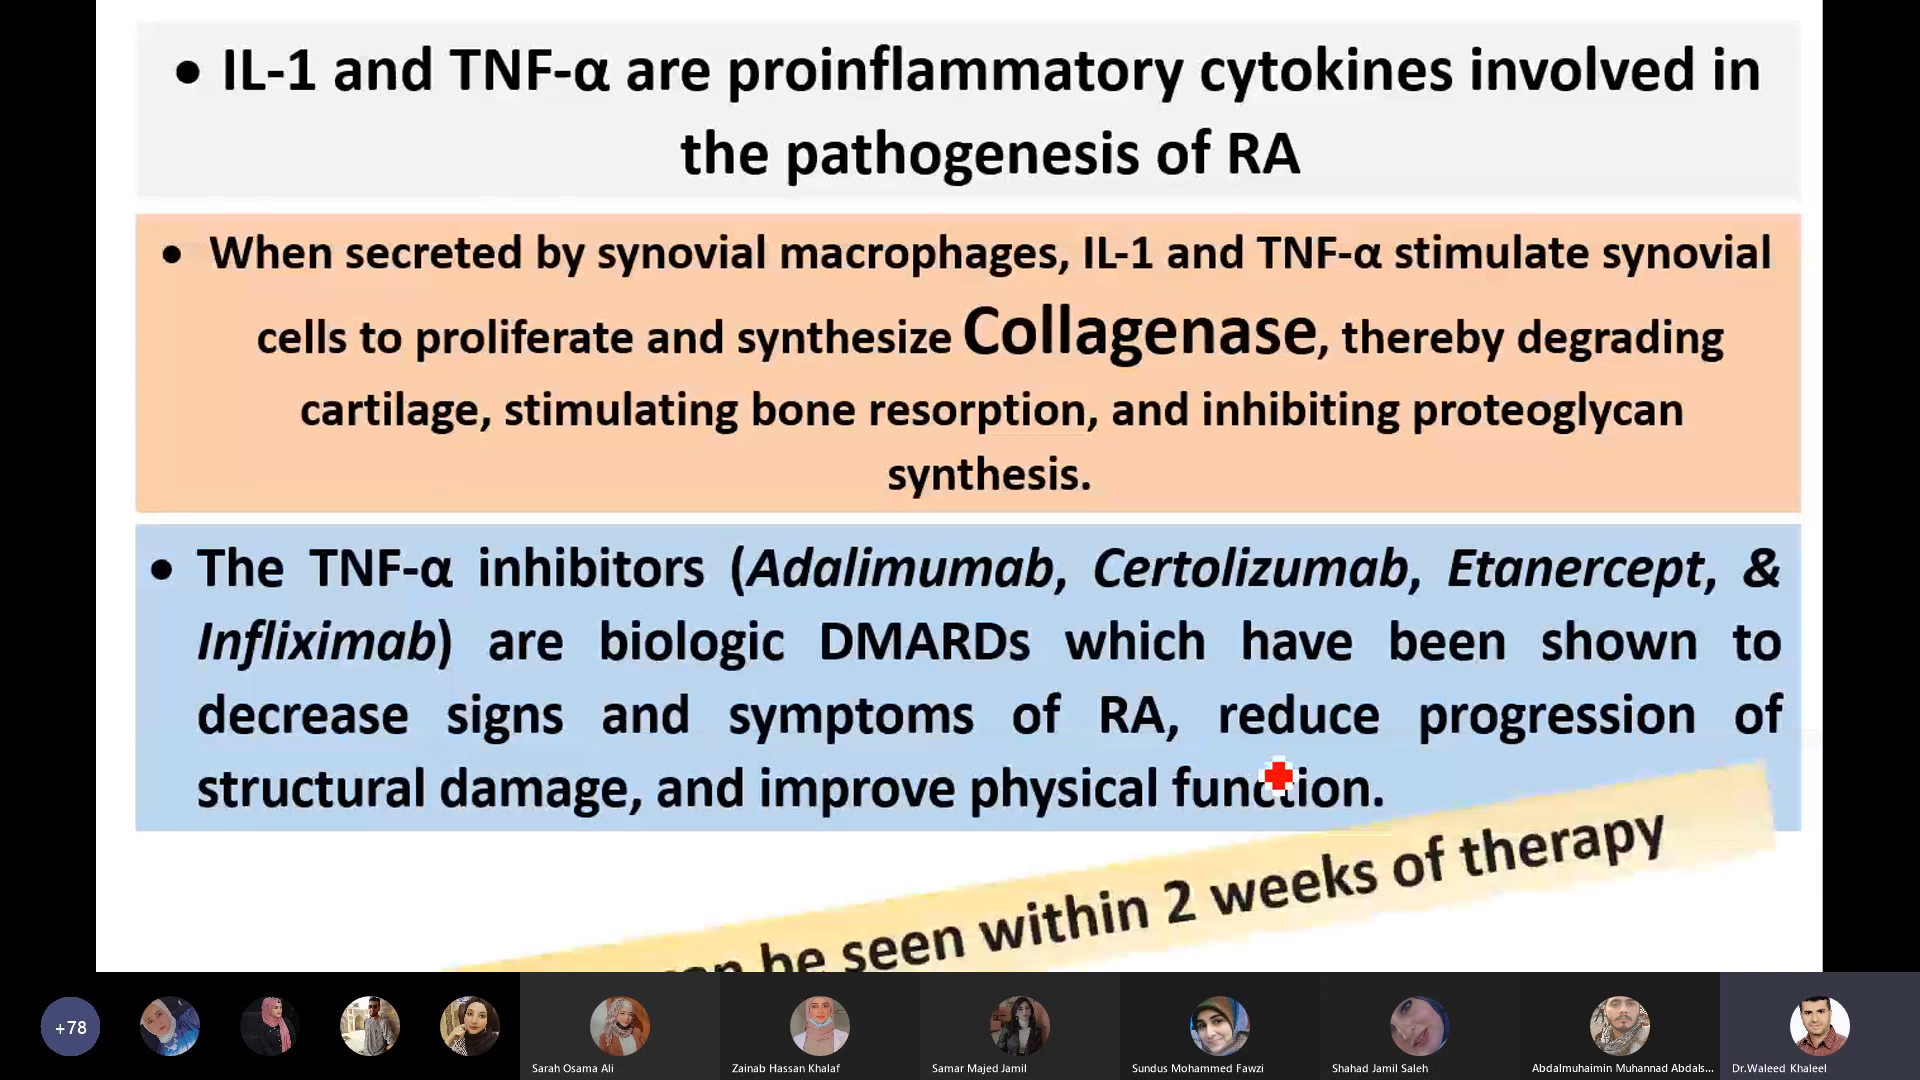 • IL-1 and TNF-α are proinflammatory cytokines involved in
the pathogenesis of RA
• When secreted by synovial macrophages, IL-1 and TNF-α stimulate synovial
cells to proliferate and synthesize Collagenase, thereby degrading
cartilage, stimulating bone resorption, and inhibiting proteoglycan
synthesis.
• The TNF-α inhibitors (Adalimumab, Certolizumab, Etanercept, &
Infliximab) are biologic DMARDs which have been shown to
decrease signs and symptoms of RA, reduce progression of
structural damage, and improve physical function.
be seen within 2 weeks of therapy
+78
Sarah Osama Ali
Zainab Hassan Khalaf
Samar Majed Jamil
Sundus Mohammed Fawzi
Shahad Jamil Saleh
Abdalmuhaimin Muhannad Abdals...
Dr.Waleed Khaleel